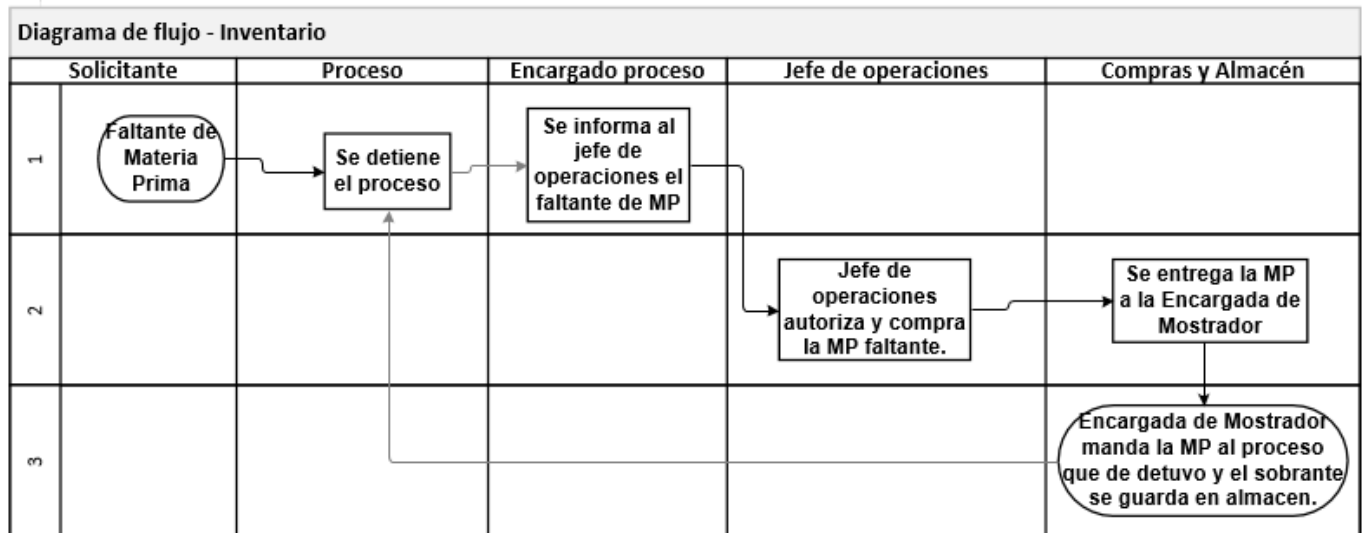 Diagrama de flujo - Inventario
Solicitante
Proceso
Encargado proceso
Jefe de operaciones
Compras y Almacén
1
Faltante de
Materia
Prima
Se detiene
el proceso
Se informa al
jefe de
operaciones el
faltante de MP
2
Jefe de
operaciones
autoriza y compra
la MP faltante.
Se entrega la MP
a la Encargada de
Mostrador
3
Encargada de Mostrador
manda la MP al proceso
que de detuvo y el sobrante
se guarda en almacen.